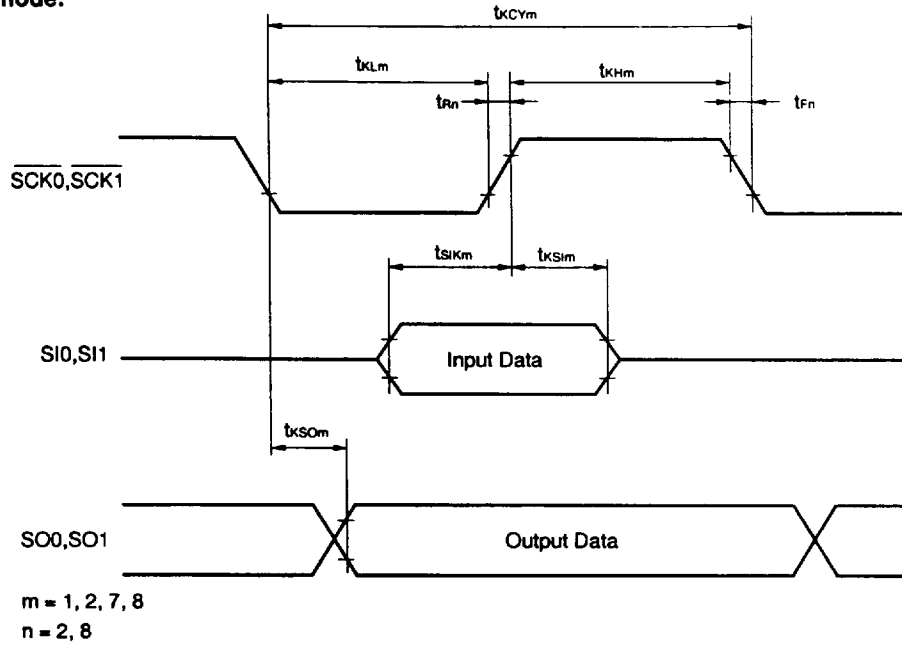 mode:
tKCYm
tKLm
tKHm
tRn
tFn
SCK0,SCK1
tSIKm
tKSIm
SI0,SI1
Input Data
tKSOm
SO0,SO1
Output Data
m = 1, 2, 7, 8
n = 2, 8